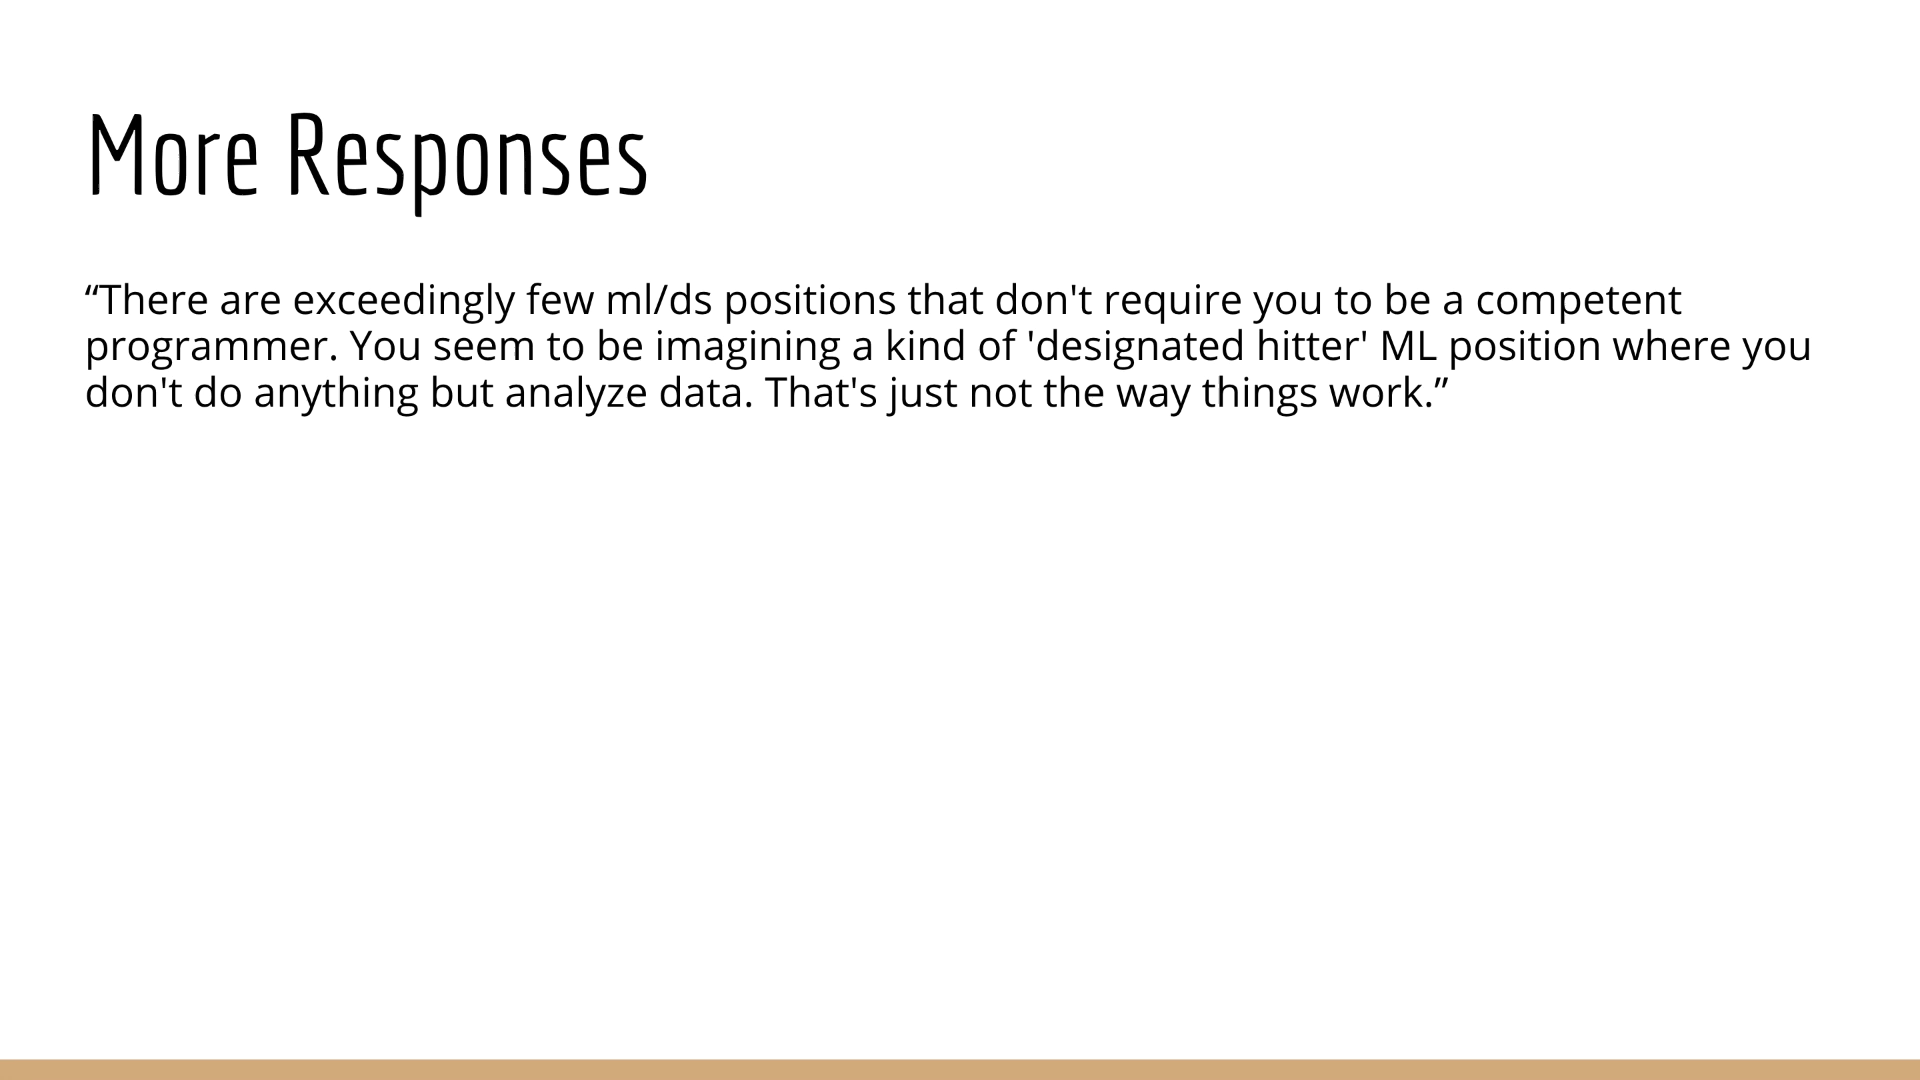 More Responses
“There are exceedingly few ml/ds positions that don't require you to be a competent
programmer. You seem to be imagining a kind of 'designated hitter' ML position where you
don't do anything but analyze data. That's just not the way things work.”